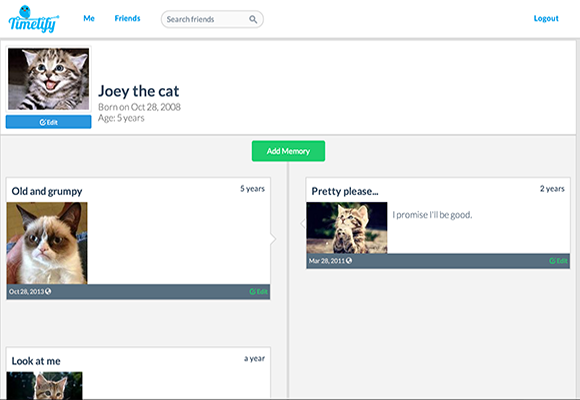 Timetify
Me
Friends
Search friends
Logout
Joey the cat
Born on Oct 28, 2008
Age: 5 years
Edit
Add Memory
Old and grumpy
5 years
Oct 28, 2013
Edit
Pretty please...
2 years
I promise I'll be good.
Mar 28, 2011
Edit
Look at me
a year